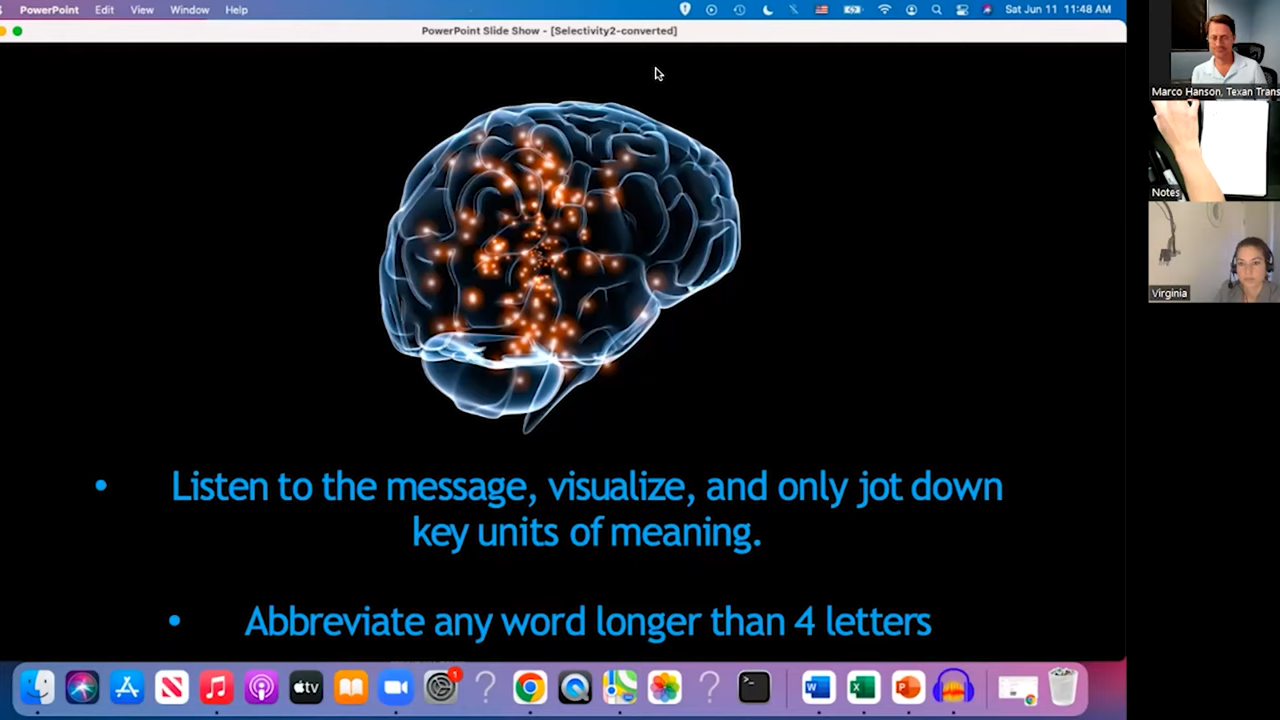 PowerPoint Edit View Window Help Sat Jun 11 11:48 AM
PowerPoint Slide Show - [Selectivity2-converted]
Marco Hanson, Texan Trans
Notes
Virginia
• Listen to the message, visualize, and only jot down
key units of meaning.
• Abbreviate any word longer than 4 letters
tv
1